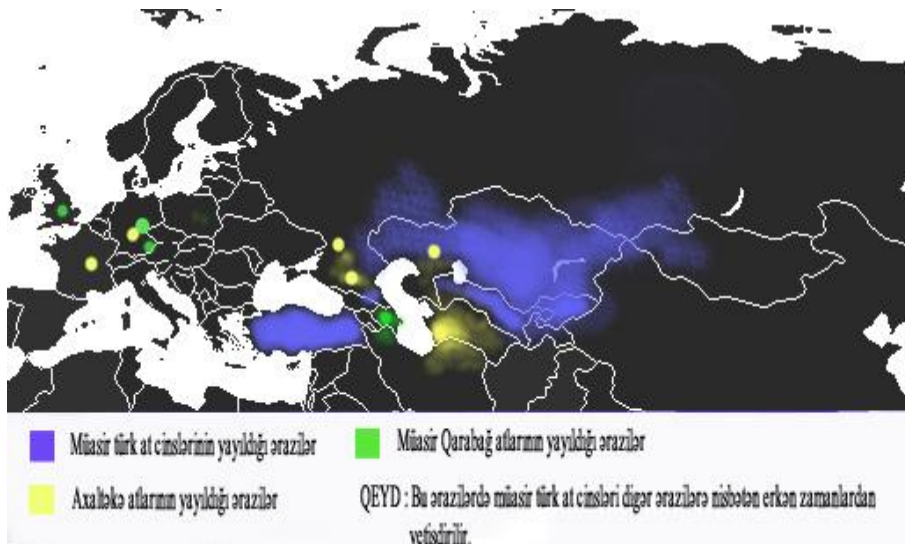 Müasir türk at cinslərinin yayıldığı ərazilər
Müasir Qarabağ atlarının yayıldığı ərazilər
Axaltəkə atlarının yayıldığı ərazilər
QEYD : Bu ərazilərdə müasir türk at cinsləri digər ərazilərə nisbətən erkən zamanlardan
yetişdirilir.